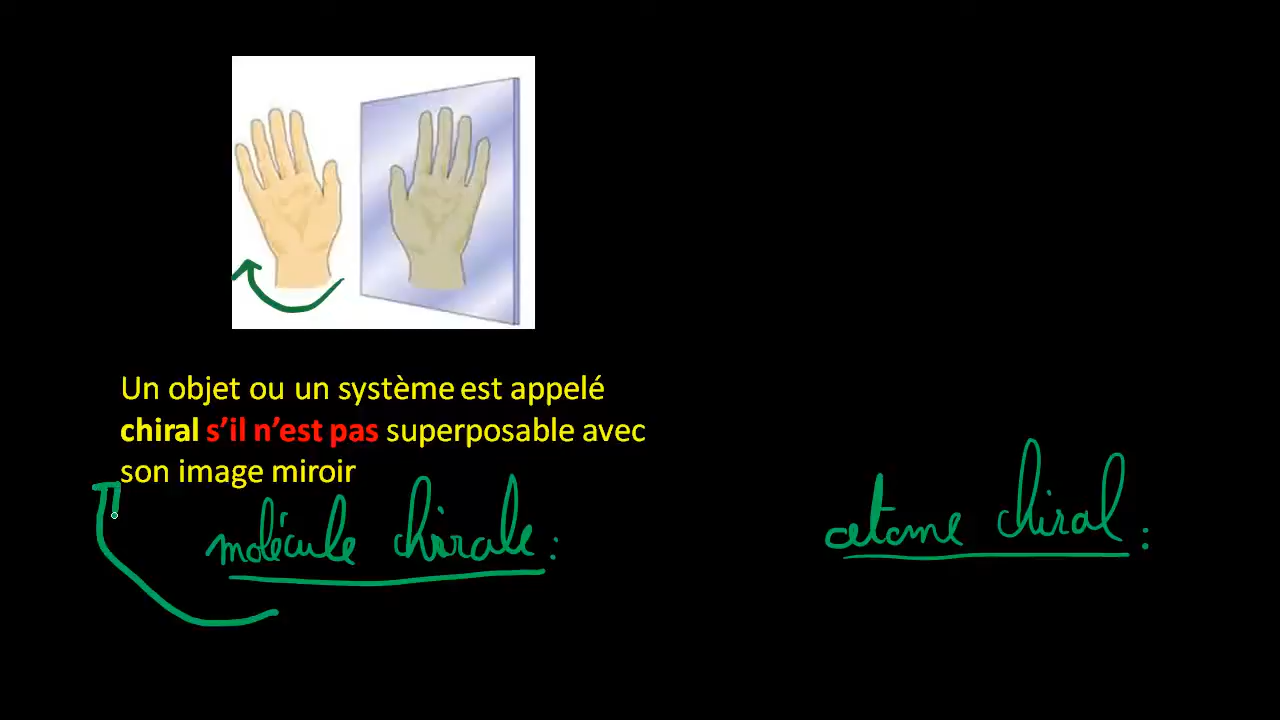 Un objet ou un système est appelé
chiral s’il n’est pas superposable avec
son image miroir
molécule chirale :
atome chiral :